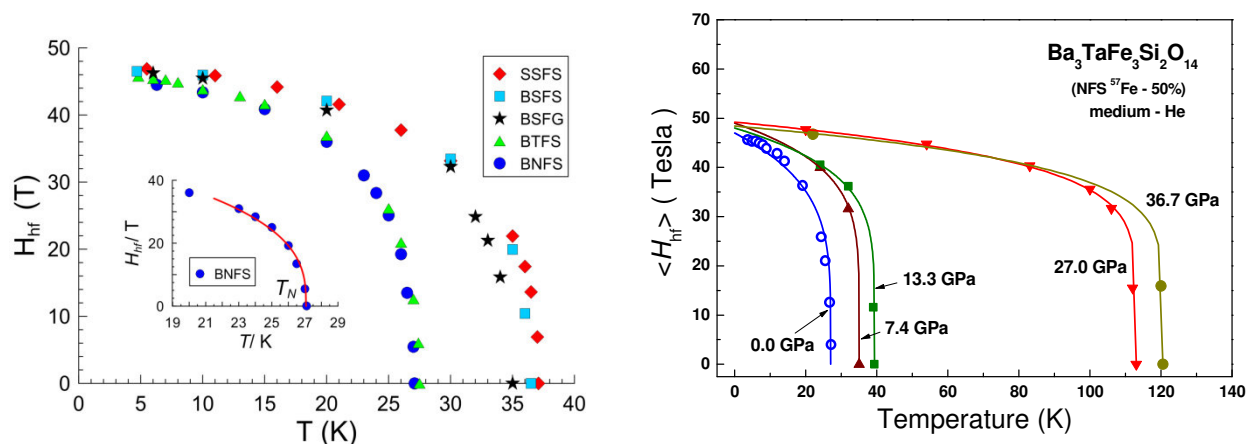 50
40
30
20
10
0
H_hf (T)
0 5 10 15 20 25 30 35 40
T (K)
SSFS
BSFS
BSFG
BTFS
BNFS
40
20
0
H_hf/ T
BNFS
T_N
19 21 23 25 27 29
T/ K
70
60
50
40
30
20
10
0
<H_hf> ( Tesla )
Ba₃TaFe₃Si₂O₁₄
(NFS ⁵⁷Fe - 50%)
medium - He
36.7 GPa
27.0 GPa
13.3 GPa
7.4 GPa
0.0 GPa
0 20 40 60 80 100 120 140
Temperature (K)